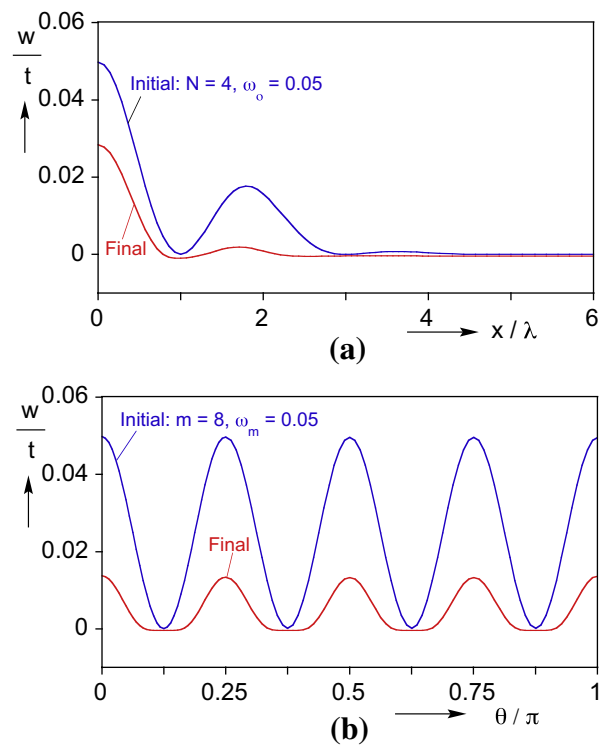 w
t
0.06
0.04
0.02
0
Initial: N = 4, ωo = 0.05
Final
0 2 4 6
x / λ
(a)
w
t
0.06
0.04
0.02
0
Initial: m = 8, ωm = 0.05
Final
0 0.25 0.5 0.75 1
θ / π
(b)